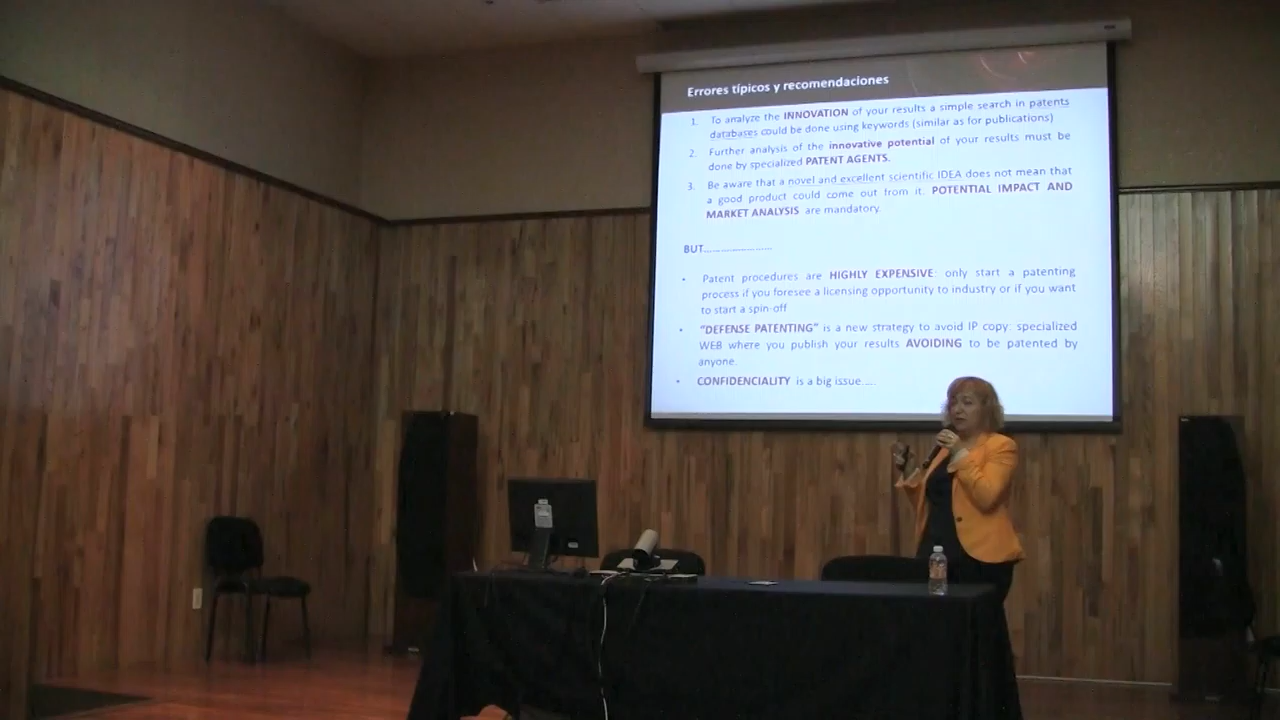 Errores típicos y recomendaciones
1. To analyze the INNOVATION of your results a simple search in patents
databases could be done using keywords (similar as for publications)
2. Further analysis of the innovative potential of your results must be
done by specialized PATENT AGENTS.
3. Be aware that a novel and excellent scientific IDEA does not mean that
a good product could come out from it. POTENTIAL IMPACT AND
MARKET ANALYSIS are mandatory.
BUT......................
• Patent procedures are HIGHLY EXPENSIVE: only start a patenting
process if you foresee a licensing opportunity to industry or if you want
to start a spin-off
• "DEFENSE PATENTING" is a new strategy to avoid IP copy: specialized
WEB where you publish your results AVOIDING to be patented by
anyone.
• CONFIDENCIALITY is a big issue.....